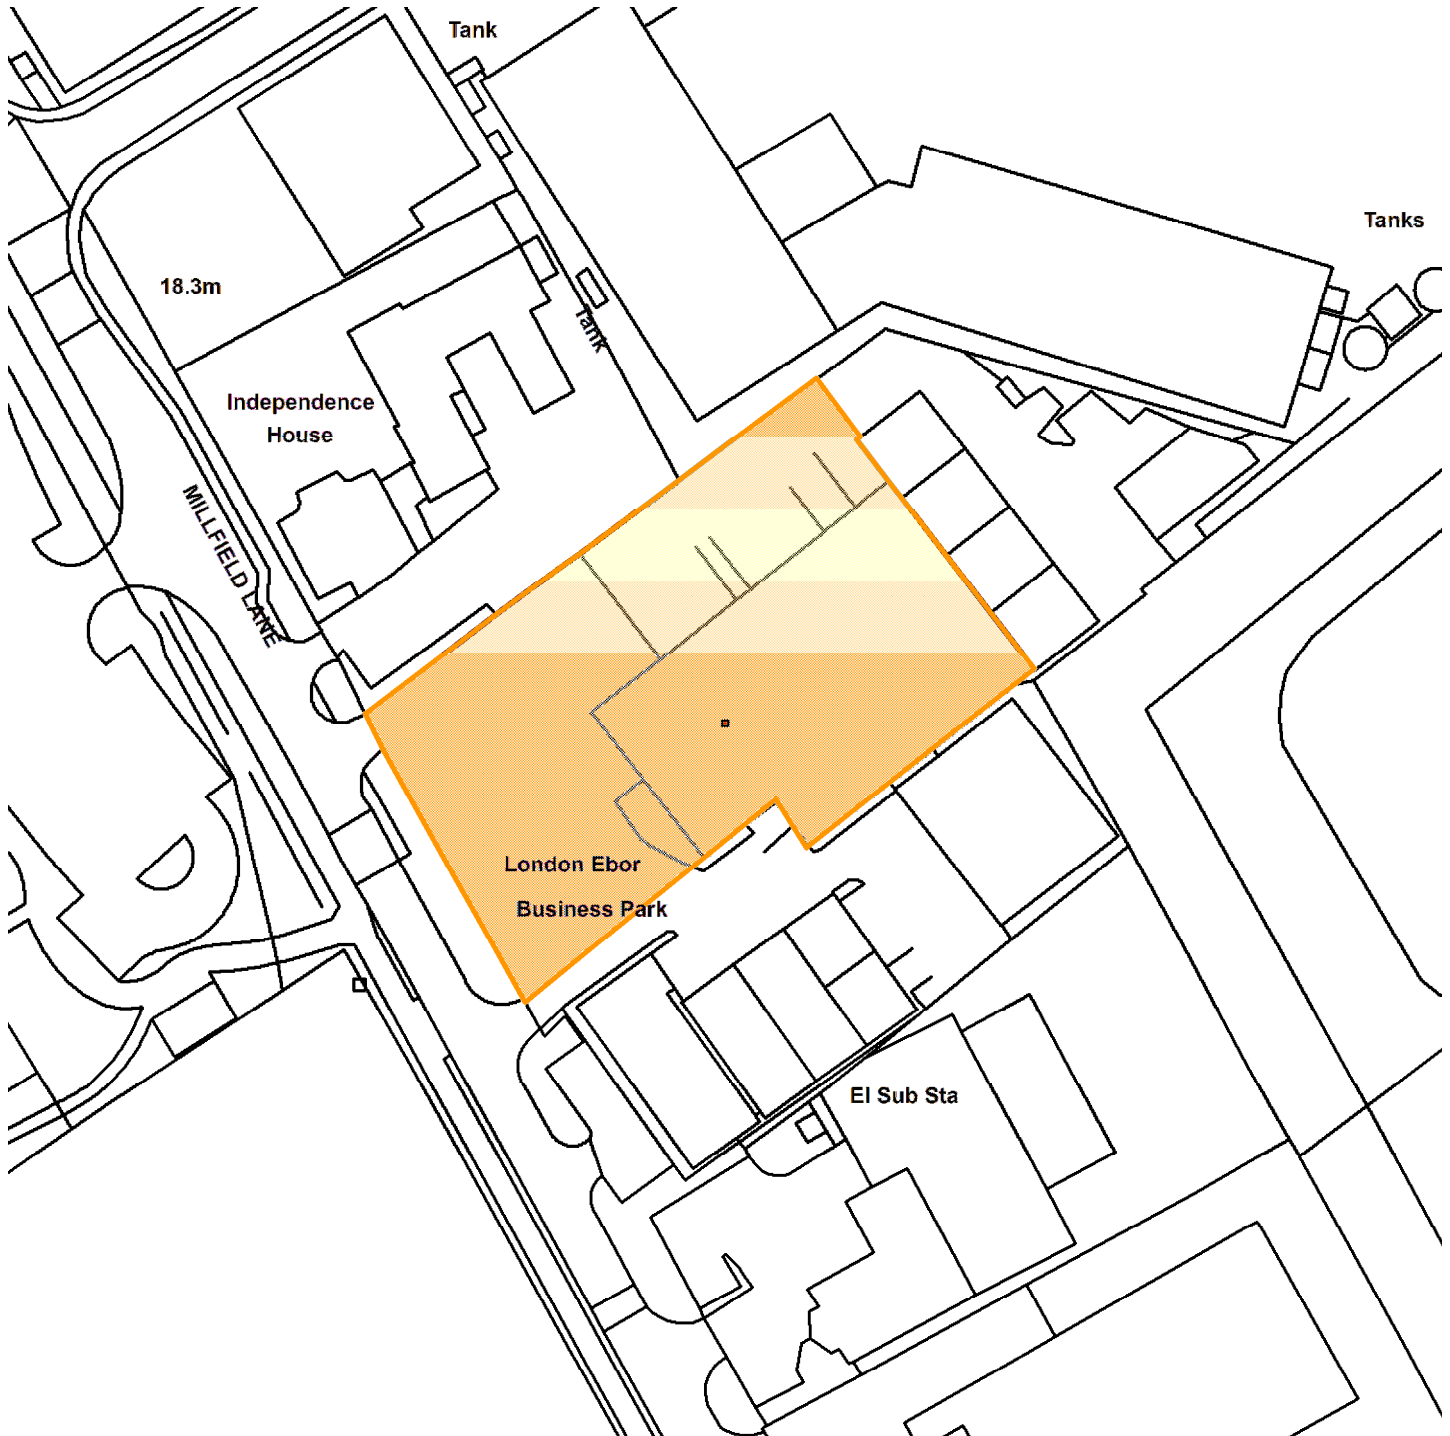 Tank
Tanks
18.3m
Tank
Independence
House
MILLFIELD LANE
London Ebor
Business Park
El Sub Sta